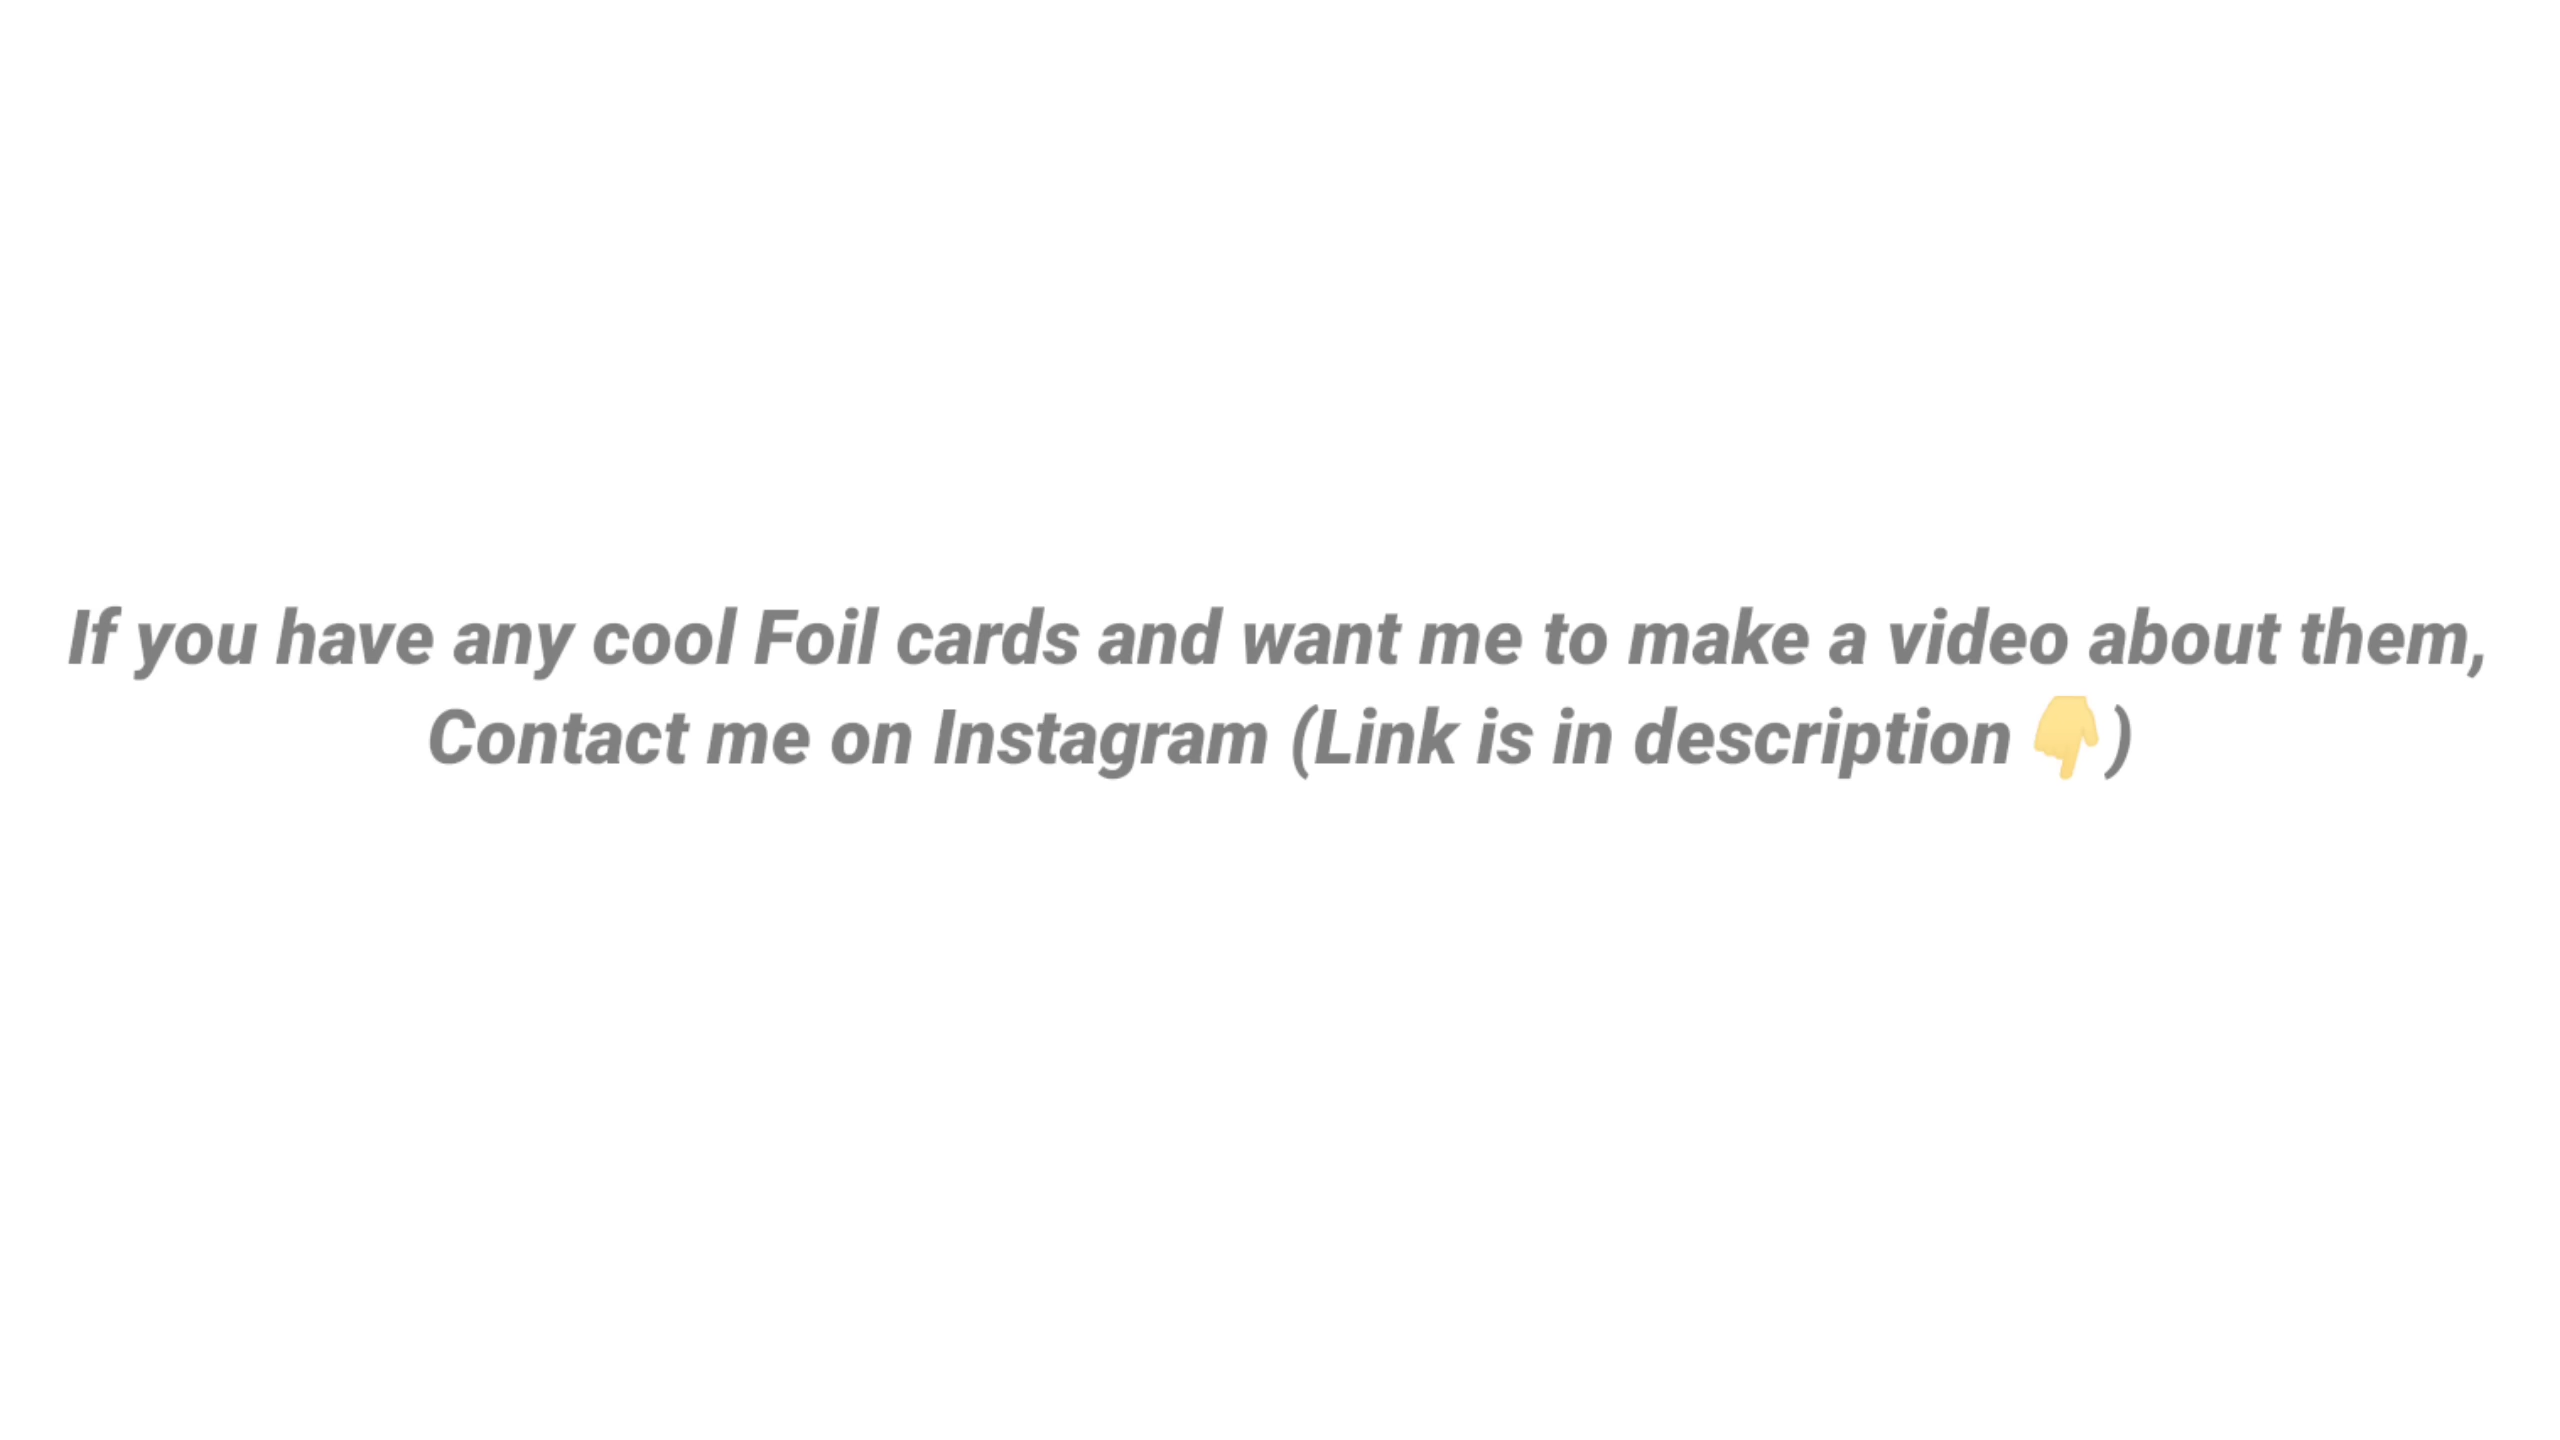 If you have any cool Foil cards and want me to make a video about them,
Contact me on Instagram (Link is in description👇)